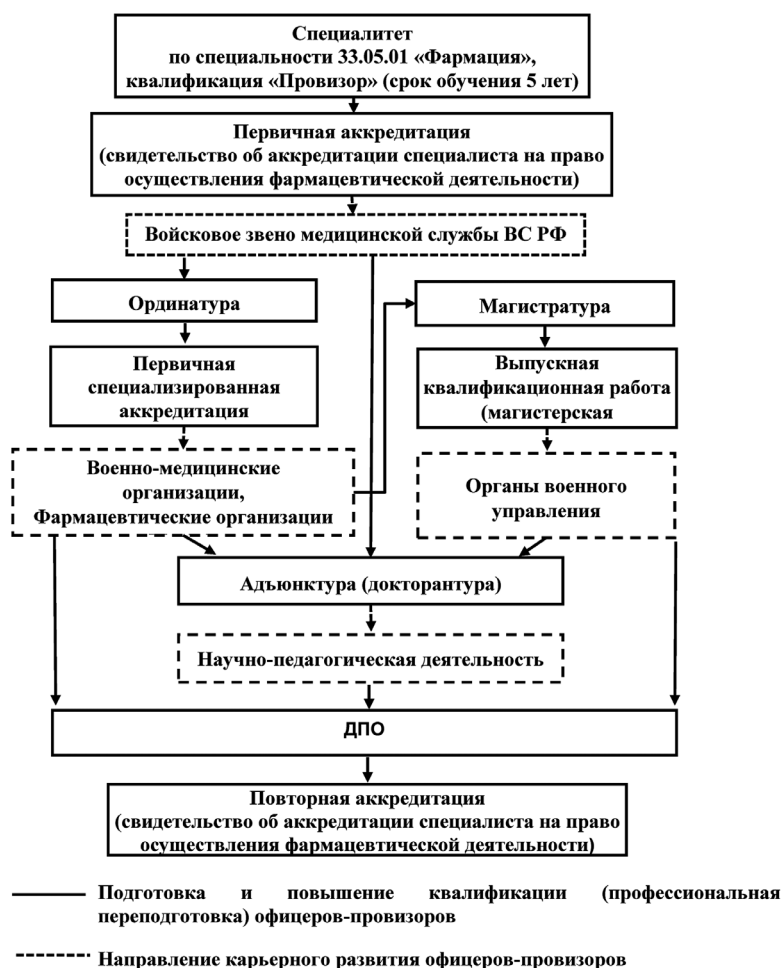 Специалитет
по специальности 33.05.01 «Фармация»,
квалификация «Провизор» (срок обучения 5 лет)
Первичная аккредитация
(свидетельство об аккредитации специалиста на право
осуществления фармацевтической деятельности)
Войсковое звено медицинской службы ВС РФ
Ординатура
Магистратура
Первичная
специализированная
аккредитация
Выпускная
квалификационная работа
(магистерская
Военно-медицинские
организации,
Фармацевтические организации
Органы военного
управления
Адъюнктура (докторантура)
Научно-педагогическая деятельность
ДПО
Повторная аккредитация
(свидетельство об аккредитации специалиста на право
осуществления фармацевтической деятельности)
Подготовка и повышение квалификации (профессиональная
переподготовка) офицеров-провизоров
Направление карьерного развития офицеров-провизоров